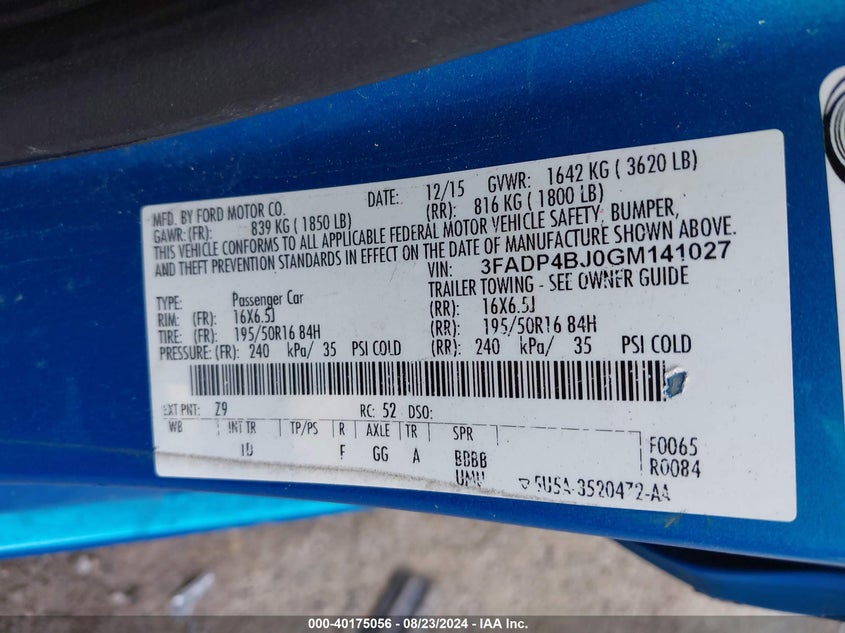 MFD. BY FORD MOTOR CO. DATE: 12/15 GVWR: 1642 KG ( 3620 LB)
GAWR: (FR): 839 KG ( 1850 LB) (RR): 816 KG ( 1800 LB)
THIS VEHICLE CONFORMS TO ALL APPLICABLE FEDERAL MOTOR VEHICLE SAFETY, BUMPER,
AND THEFT PREVENTION STANDARDS IN EFFECT ON THE DATE OF MANUFACTURE SHOWN ABOVE.
VIN: 3FADP4BJ0GM141027
TRAILER TOWING - SEE OWNER GUIDE
TYPE: Passenger Car
RIM: (FR): 16X6.5J (RR): 16X6.5J
TIRE: (FR): 195/50R16 84H (RR): 195/50R16 84H
PRESSURE: (FR): 240 kPa/ 35 PSI COLD (RR): 240 kPa/ 35 PSI COLD
EXT PNT: Z9 RC: 52 DSO:
WB INT TR TP/PS R AXLE TR SPR
F GG A BBBB
F0065
R0084
000-40175056 - 08/23/2024 - IAAI Inc.